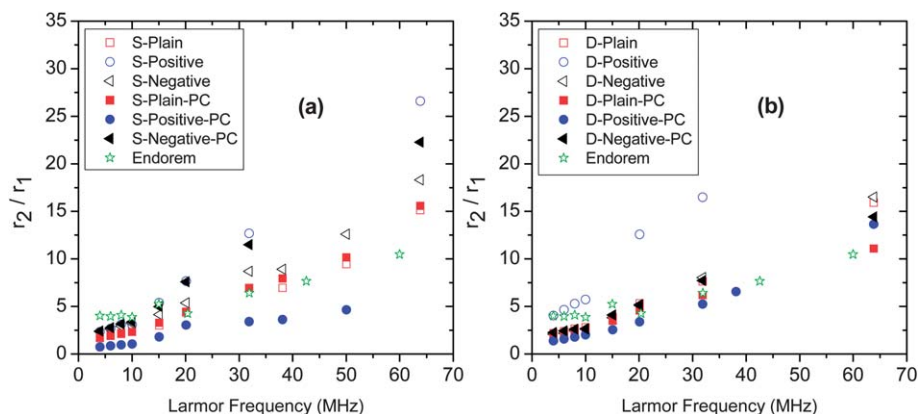 35
30
25
20
15
10
5
0
r2 / r1
S-Plain
S-Positive
S-Negative
S-Plain-PC
S-Positive-PC
S-Negative-PC
Endorem
(a)
0 10 20 30 40 50 60 70
Larmor Frequency (MHz)
35
30
25
20
15
10
5
0
r2 / r1
D-Plain
D-Positive
D-Negative
D-Plain-PC
D-Positive-PC
D-Negative-PC
Endorem
(b)
0 10 20 30 40 50 60 70
Larmor Frequency (MHz)